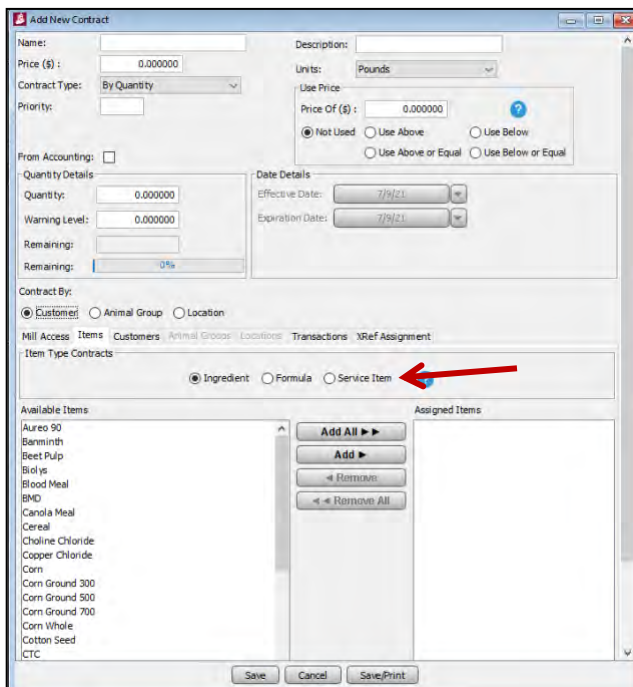 Add New Contract
Name:
Description:
Price ($) : 0.000000
Units: Pounds
Contract Type: By Quantity
Use Price
Priority:
Price Of ($) : 0.000000 ?
Not Used Use Above Use Below
Use Above or Equal Use Below or Equal
From Accounting:
Quantity Details
Date Details
Quantity: 0.000000
Effective Date: 7/9/21
Warning Level: 0.000000
Expiration Date: 7/9/21
Remaining:
Remaining: 0%
Contract By:
Customer Animal Group Location
Mill Access Items Customers Animal Groups Locations Transactions XRef Assignment
Item Type Contracts
Ingredient Formula Service Item
Available Items
Assigned Items
Aureo 90
Banminth
Beet Pulp
Biolys
Blood Meal
BMD
Canola Meal
Cereal
Choline Chloride
Copper Chloride
Corn
Corn Ground 300
Corn Ground 500
Corn Ground 700
Corn Whole
Cotton Seed
CTC
Add All ►►
Add ►
◄ Remove
◄◄ Remove All
Save Cancel Save/Print